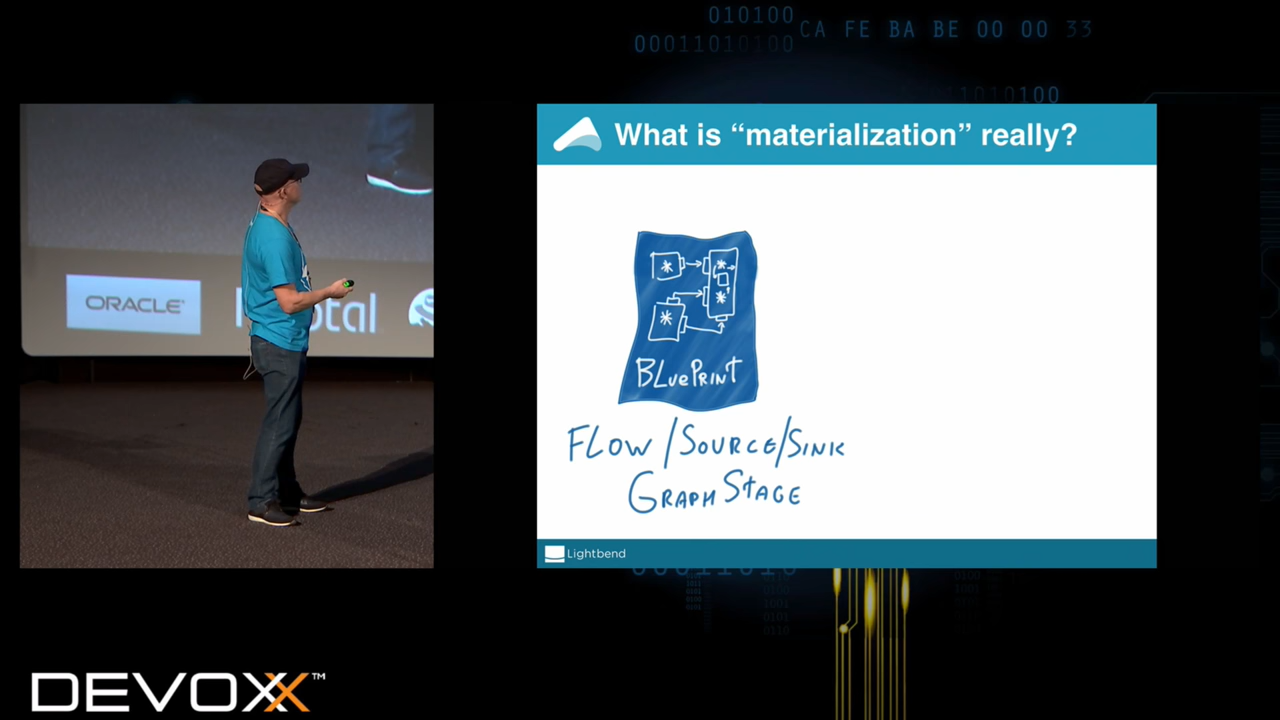 010100
00011010100
CA FE BA BE 00 00 33
11010100
What is “materialization” really?
ORACLE
BLUEPRINT
FLOW / SOURCE/SINK
GRAPH STAGE
Lightbend
DEVOXX™